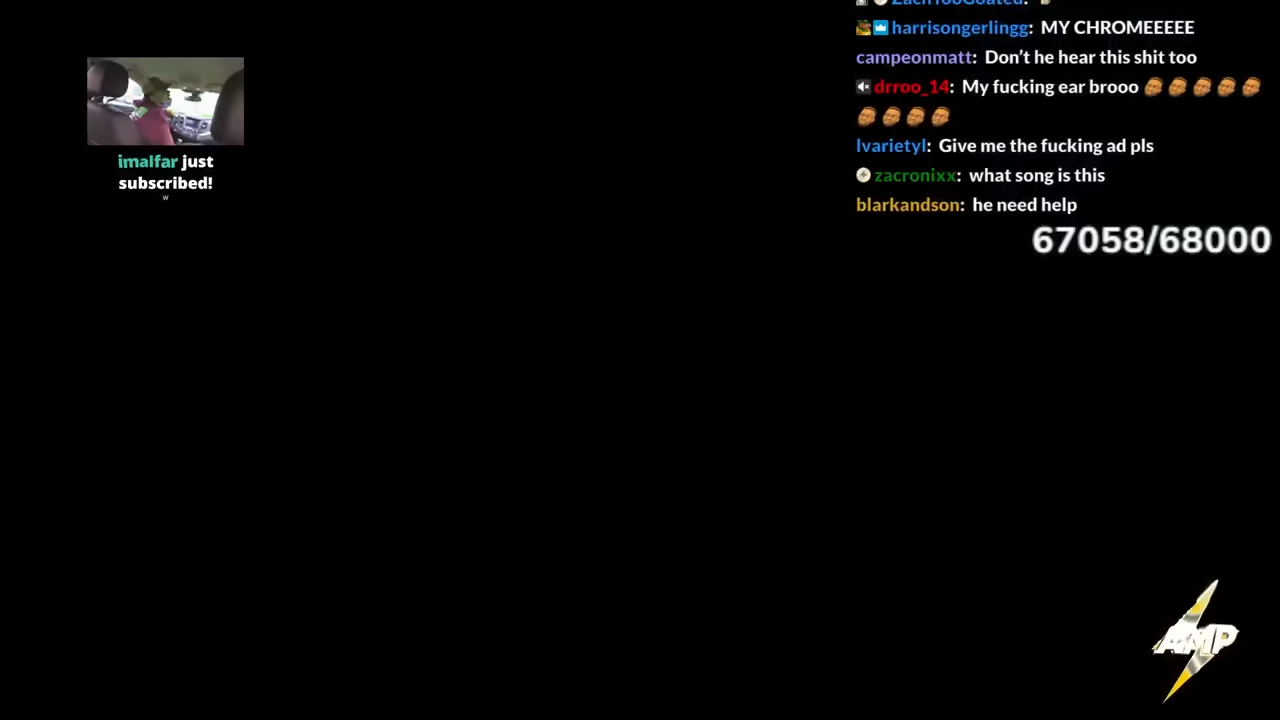 ZachTooGoated:
harrisongerlingg: MY CHROMEEEEE
campeonmatt: Don’t he hear this shit too
drroo_14: My fucking ear brooo
lvarietyl: Give me the fucking ad pls
zacronixx: what song is this
blarkandson: he need help
67058/68000
imalfar just
subscribed!
w
AMP